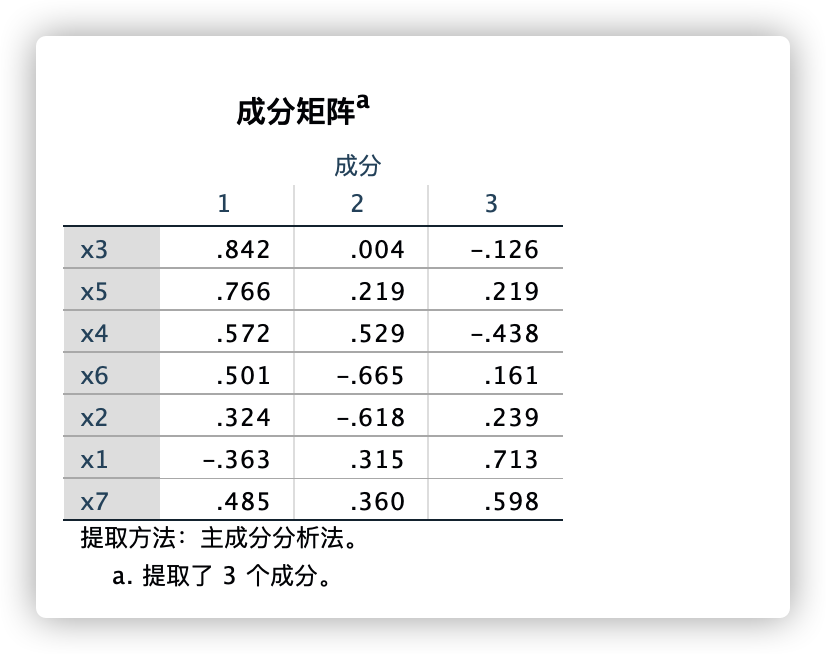 成分矩阵a
成分
1 2 3
x3 .842 .004 -.126
x5 .766 .219 .219
x4 .572 .529 -.438
x6 .501 -.665 .161
x2 .324 -.618 .239
x1 -.363 .315 .713
x7 .485 .360 .598
提取方法：主成分分析法。
a. 提取了 3 个成分。